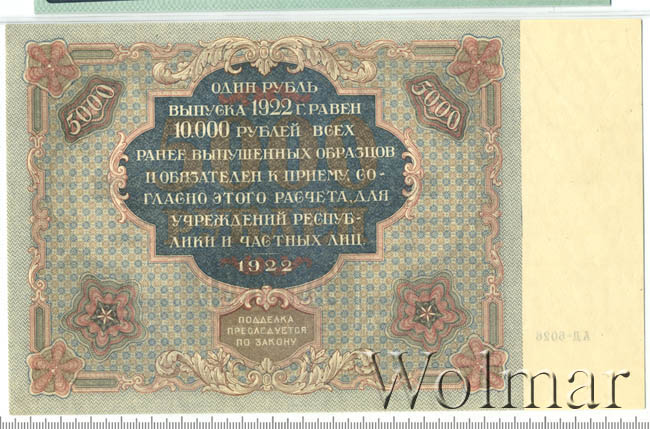 5000
5000
ОДИН РУБЛЬ
ВЫПУСКА 1922 Г. РАВЕН
10.000 РУБЛЕЙ ВСЕХ
РАНЕЕ ВЫПУЩЕННЫХ ОБРАЗЦОВ
И ОБЯЗАТЕЛЕН К ПРИЕМУ, СО-
ГЛАСНО ЭТОГО РАСЧЕТА, ДЛЯ
УЧРЕЖДЕНИЙ РЕСПУБ-
ЛИКИ И ЧАСТНЫХ ЛИЦ.
1922
ПОДДЕЛКА
ПРЕСЛЕДУЕТСЯ
ПО ЗАКОНУ
АД-5026
Wolmar